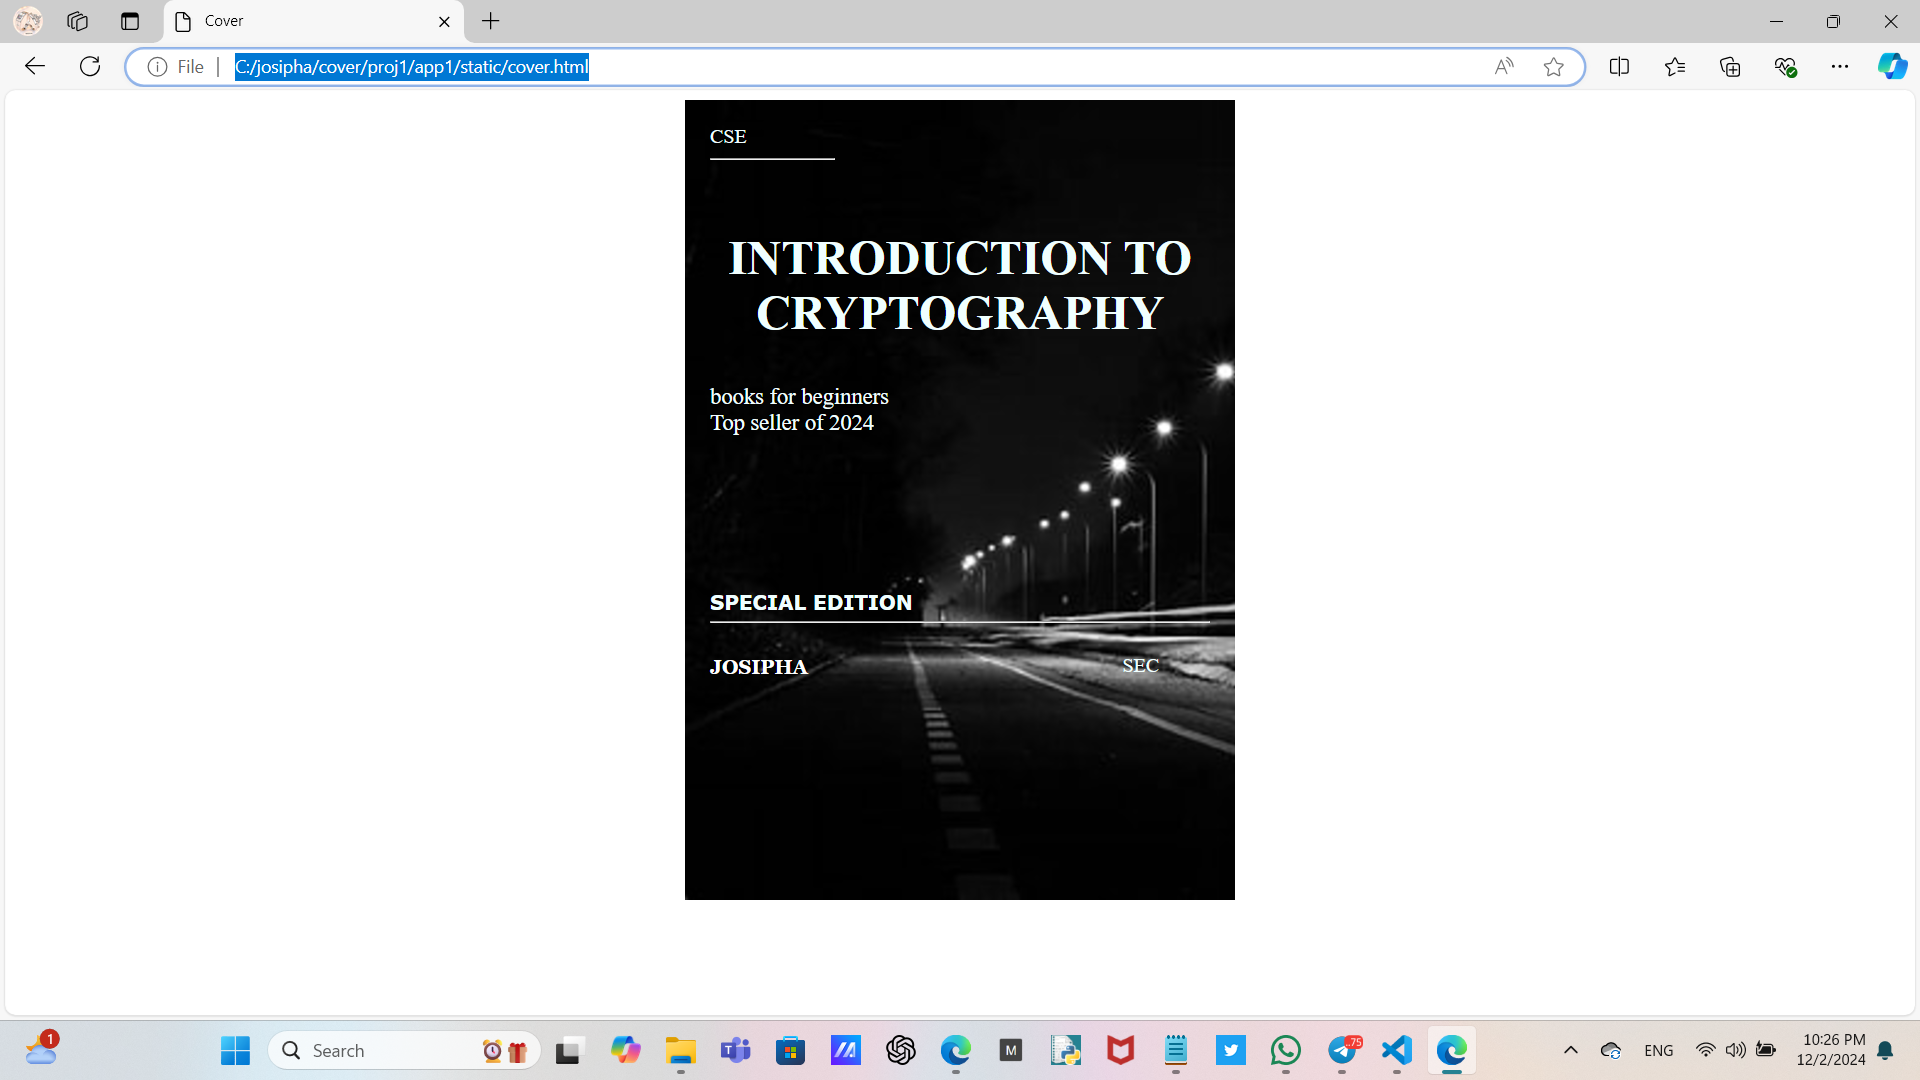 Cover
File
C:/josipha/cover/proj1/app1/static/cover.html
CSE
INTRODUCTION TO
CRYPTOGRAPHY
books for beginners
Top seller of 2024
SPECIAL EDITION
JOSIPHA
SEC
1
Search
M
.75
ENG
10:26 PM
12/2/2024